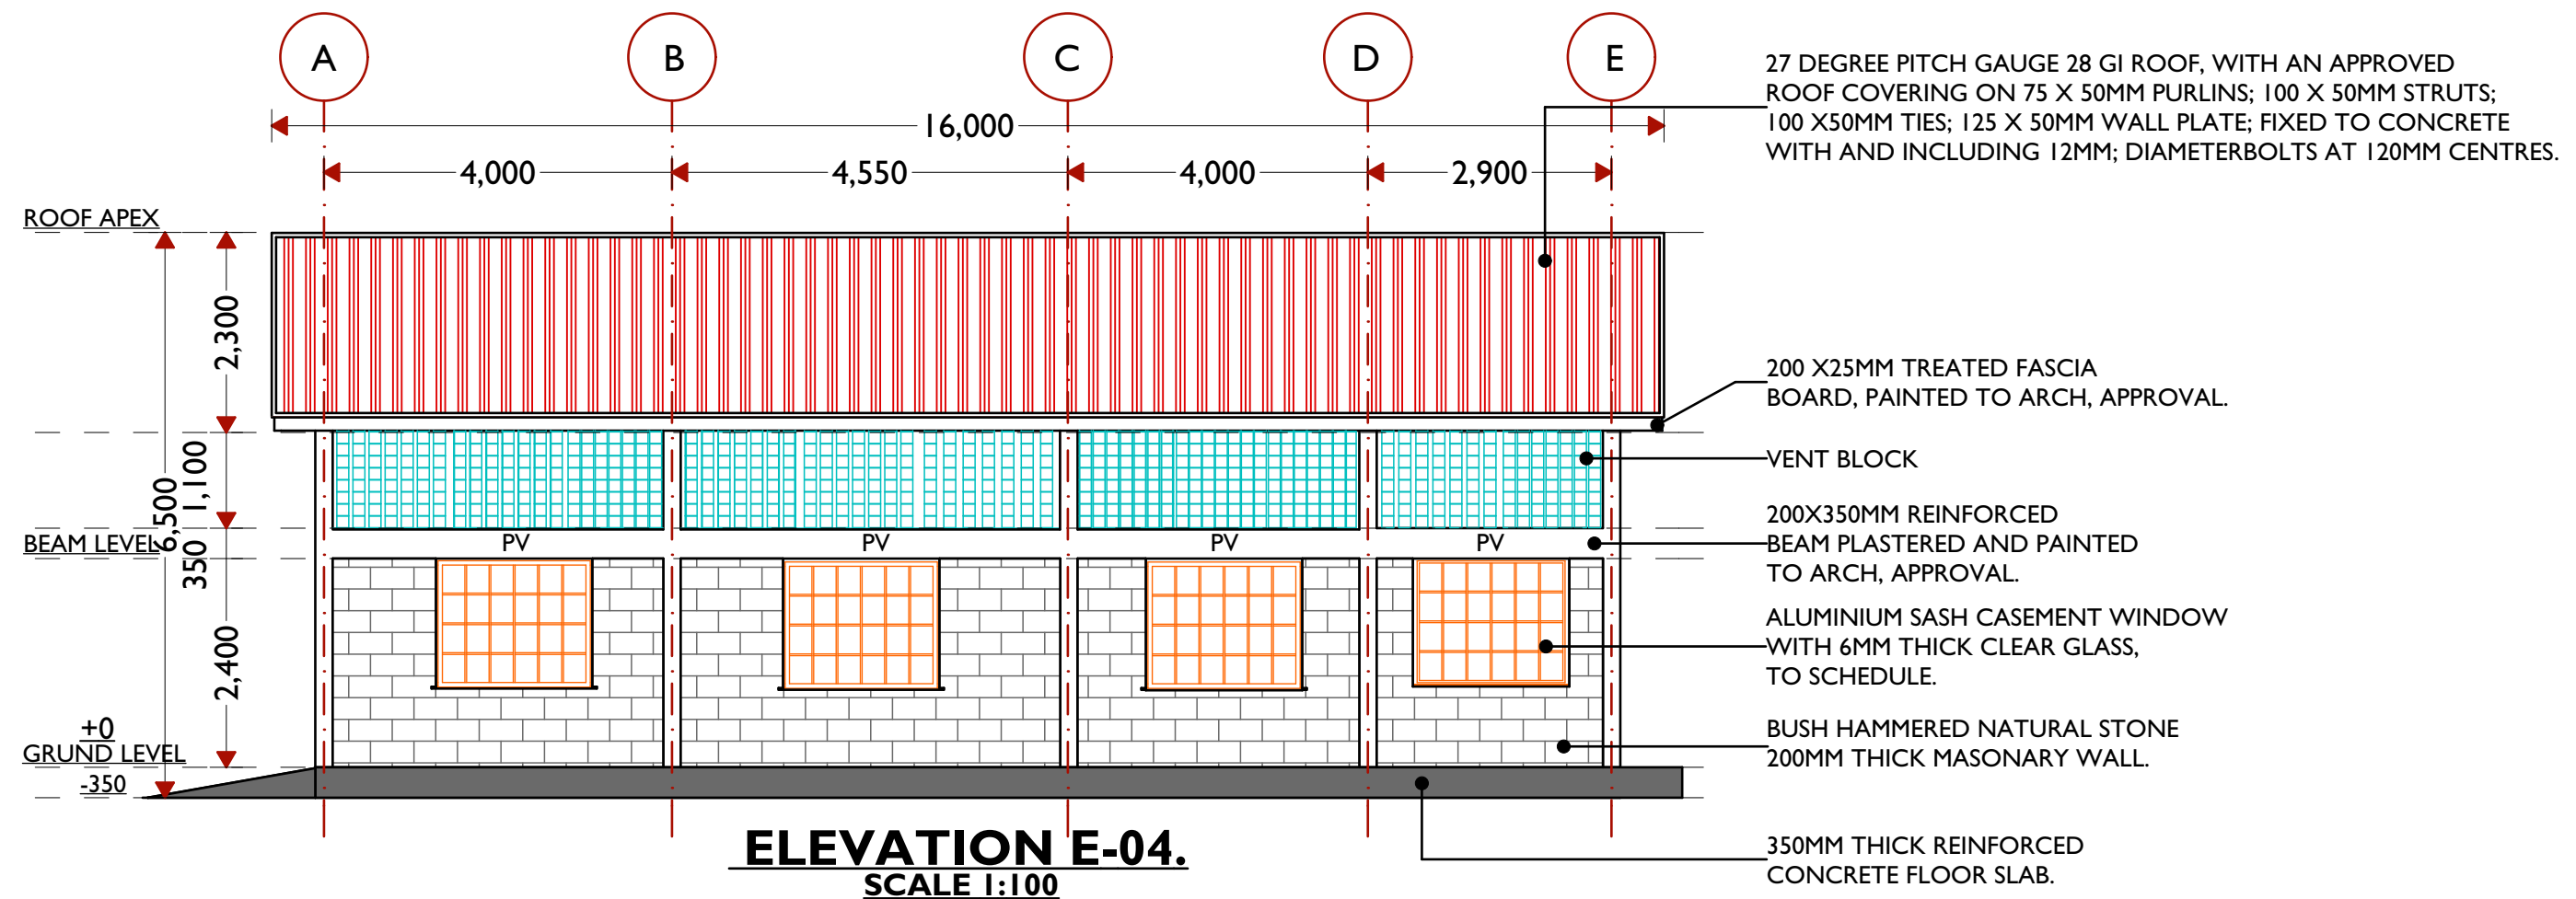 A B C D E
16,000
4,000 4,550 4,000 2,900
27 DEGREE PITCH GAUGE 28 GI ROOF, WITH AN APPROVED
ROOF COVERING ON 75 X 50MM PURLINS; 100 X 50MM STRUTS;
100 X50MM TIES; 125 X 50MM WALL PLATE; FIXED TO CONCRETE
WITH AND INCLUDING 12MM; DIAMETERBOLTS AT 120MM CENTRES.
ROOF APEX
2,300
200 X25MM TREATED FASCIA
BOARD, PAINTED TO ARCH, APPROVAL.
1,100
VENT BLOCK
6,500
350
BEAM LEVEL
PV PV PV PV
200X350MM REINFORCED
BEAM PLASTERED AND PAINTED
TO ARCH, APPROVAL.
2,400
ALUMINIUM SASH CASEMENT WINDOW
WITH 6MM THICK CLEAR GLASS,
TO SCHEDULE.
+0
GRUND LEVEL
-350
BUSH HAMMERED NATURAL STONE
200MM THICK MASONARY WALL.
350MM THICK REINFORCED
CONCRETE FLOOR SLAB.
ELEVATION E-04.
SCALE 1:100